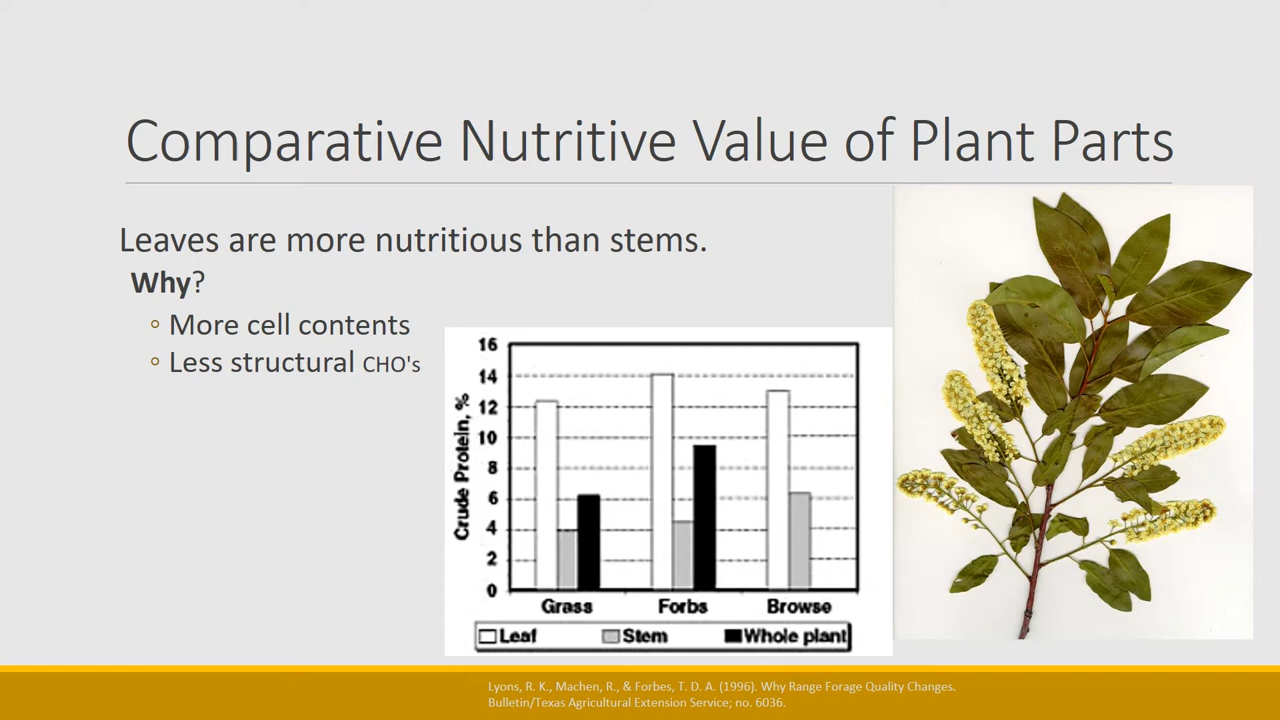 Comparative Nutritive Value of Plant Parts
Leaves are more nutritious than stems.
Why?
◦ More cell contents
◦ Less structural CHO's
16
14
12
10
8
6
4
2
0
Crude Protein, %
Grass Forbs Browse
Leaf Stem Whole plant
Lyons, R. K., Machen, R., & Forbes, T. D. A. (1996). Why Range Forage Quality Changes.
Bulletin/Texas Agricultural Extension Service; no. 6036.